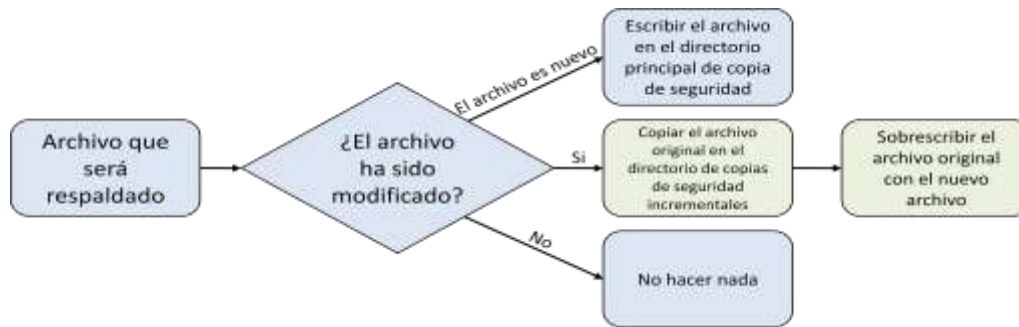 Archivo que
será
respaldado
¿El archivo
ha sido
modificado?
El archivo es nuevo
Escribir el archivo
en el directorio
principal de copia
de seguridad
Si
Copiar el archivo
original en el
directorio de copias
de seguridad
incrementales
Sobrescribir el
archivo original
con el nuevo
archivo
No
No hacer nada